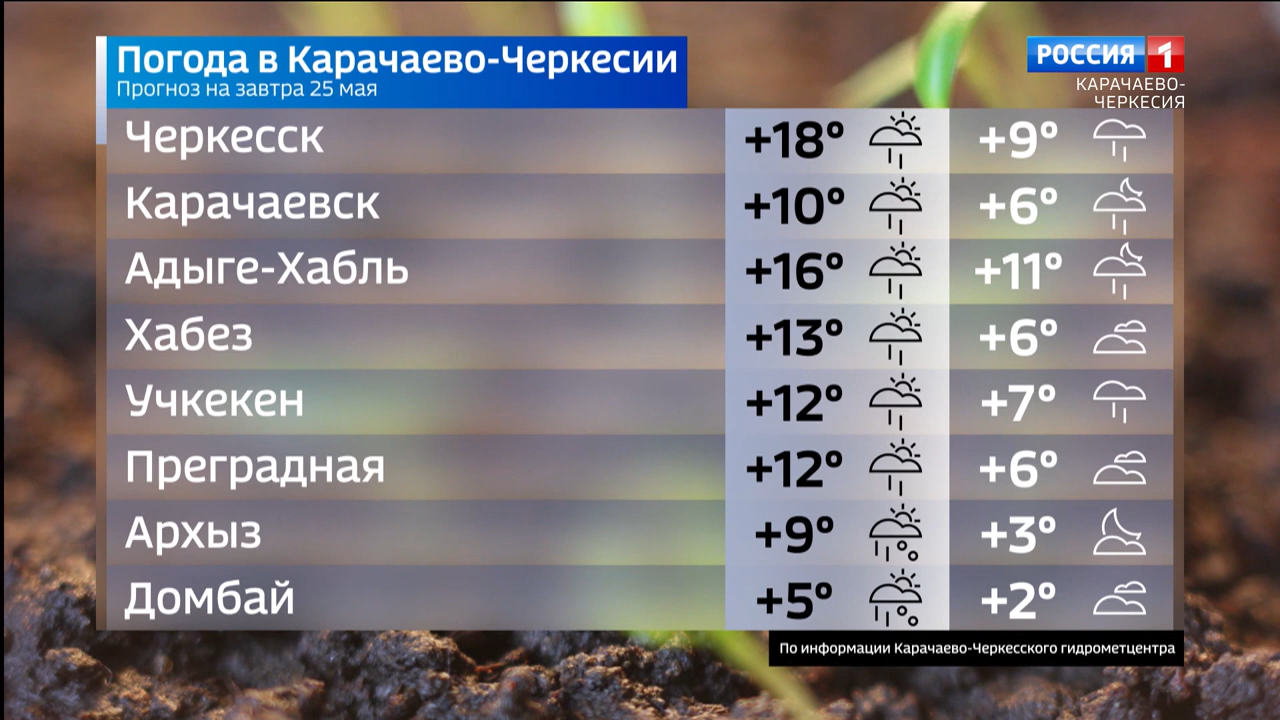 Погода в Карачаево-Черкесии
Прогноз на завтра 25 мая
РОССИЯ 1
КАРАЧАЕВО-
ЧЕРКЕСИЯ
Черкесск +18° +9°
Карачаевск +10° +6°
Адыге-Хабль +16° +11°
Хабез +13° +6°
Учкекен +12° +7°
Преградная +12° +6°
Архыз +9° +3°
Домбай +5° +2°
По информации Карачаево-Черкесского гидрометцентра